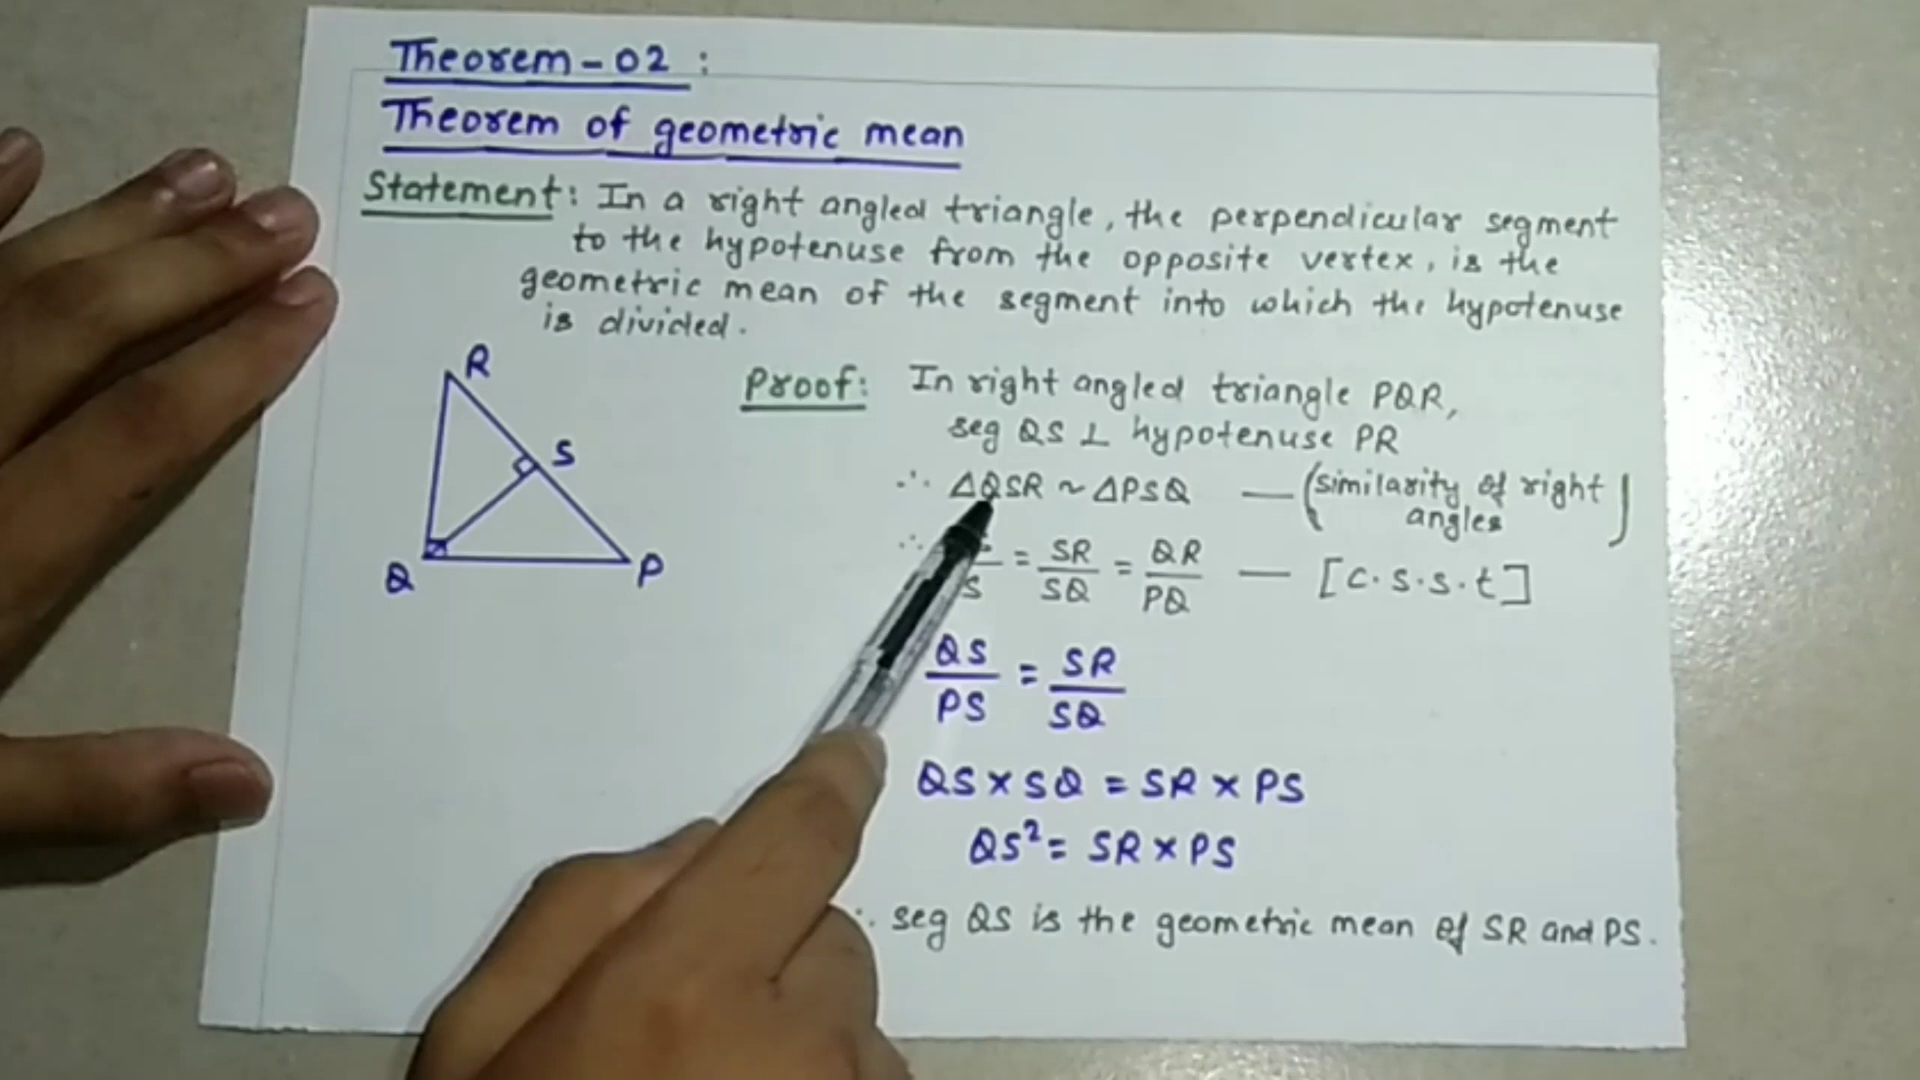 Theorem-02 :
Theorem of geometric mean
Statement: In a right angled triangle, the perpendicular segment
to the hypotenuse from the opposite vertex, is the
geometric mean of the segment into which the hypotenuse
is divided.
R
S
Q
P
Proof: In right angled triangle PQR,
seg QS ⊥ hypotenuse PR
∴ △QSR ~ △PSQ — (similarity of right
angles)
∴ S = SR/SQ = QR/PQ — [c.s.s.t]
QS/PS = SR/SQ
QS × SQ = SR × PS
QS² = SR × PS
∴ seg QS is the geometric mean of SR and PS.